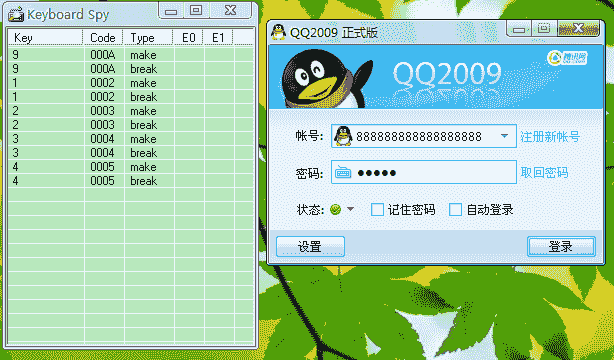 Keyboard Spy
Key Code Type E0 E1
9 000A make
9 000A break
1 0002 make
1 0002 break
2 0003 make
2 0003 break
3 0004 make
3 0004 break
4 0005 make
4 0005 break
QQ2009 正式版
QQ2009
腾讯网
帐号: 888888888888888888 注册新帐号
密码: ●●●●● 取回密码
状态: 记住密码 自动登录
设置 登录